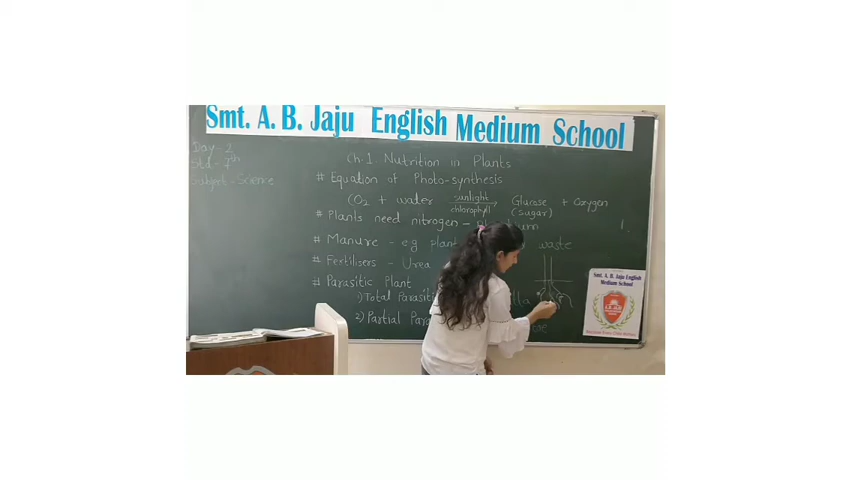 Smt. A. B. Jaju English Medium School
Day - 2
Std - 7th
Subject - Science
Ch. 1. Nutrition in Plants
# Equation of Photo-synthesis
CO2 + water sunlight Glucose + Oxygen
chlorophyll (sugar)
# Plants need nitrogen -
# Manure - eg plant waste
# Fertilisers - Urea
# Parasitic Plant
1) Total
2) Partial
Smt. A. B. Jaju English
Medium School